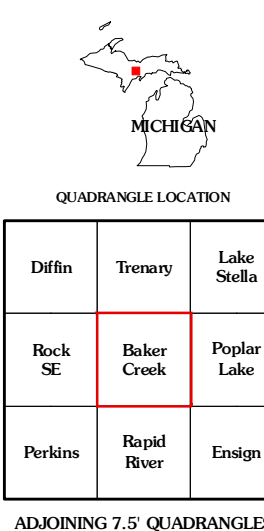 MICHIGAN
QUADRANGLE LOCATION
Diffin
Trenary
Lake
Stella
Rock
SE
Baker
Creek
Poplar
Lake
Perkins
Rapid
River
Ensign
ADJOINING 7.5' QUADRANGLE